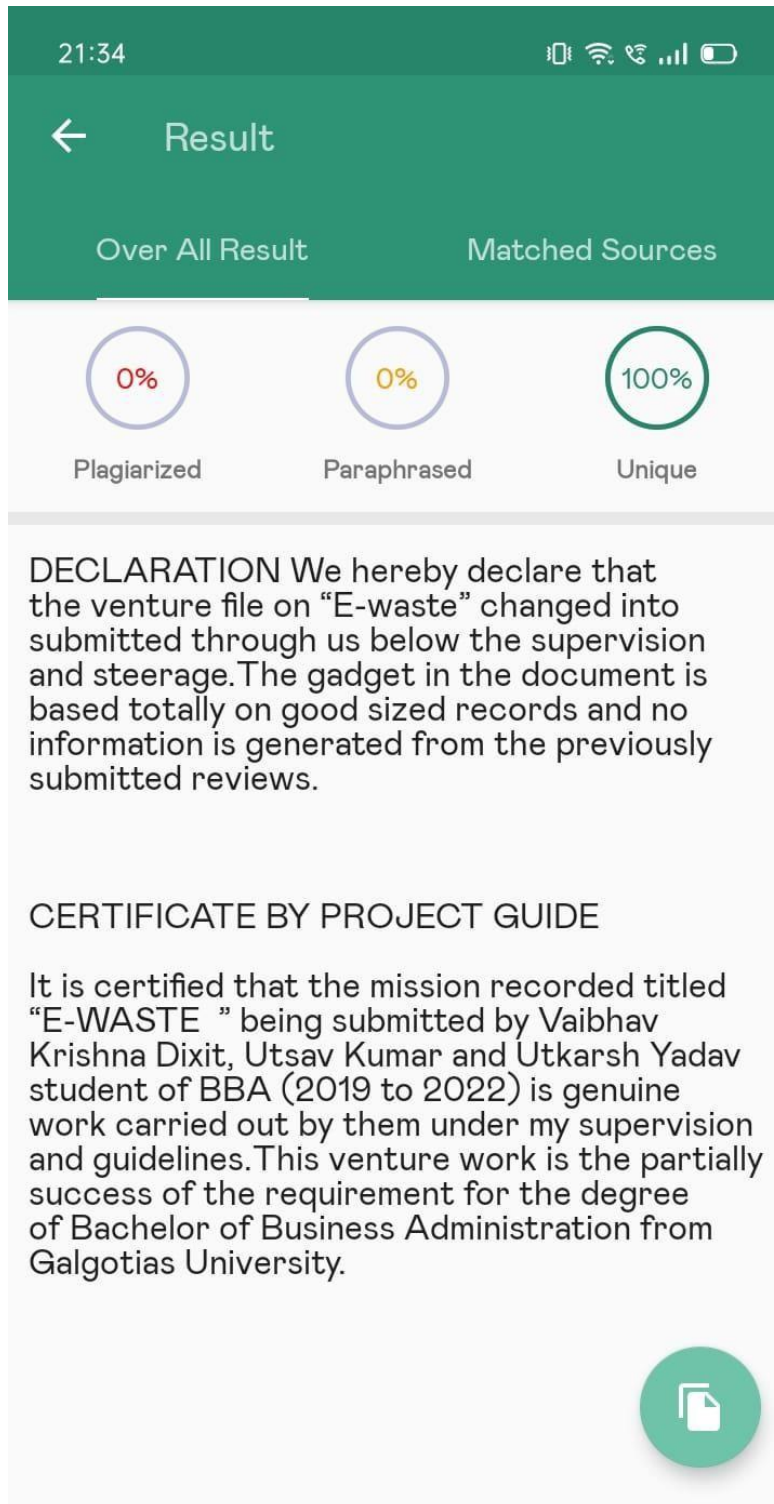 21:34
Result
Over All Result
Matched Sources
0%
0%
100%
Plagiarized
Paraphrased
Unique
DECLARATION We hereby declare that
the venture file on “E-waste” changed into
submitted through us below the supervision
and steerage.The gadget in the document is
based totally on good sized records and no
information is generated from the previously
submitted reviews.
CERTIFICATE BY PROJECT GUIDE
It is certified that the mission recorded titled
“E-WASTE  ” being submitted by Vaibhav
Krishna Dixit, Utsav Kumar and Utkarsh Yadav
student of BBA (2019 to 2022) is genuine
work carried out by them under my supervision
and guidelines.This venture work is the partially
success of the requirement for the degree
of Bachelor of Business Administration from
Galgotias University.